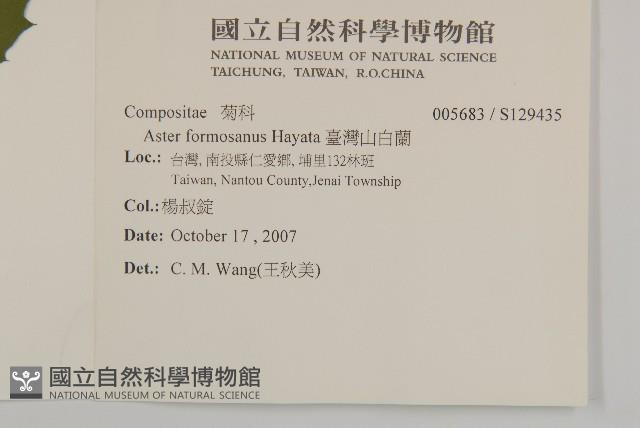 國立自然科學博物館
NATIONAL MUSEUM OF NATURAL SCIENCE
TAICHUNG, TAIWAN, R.O.CHINA
Compositae 菊科 005683 / S129435
Aster formosanus Hayata 臺灣山白蘭
Loc.: 台灣, 南投縣仁愛鄉, 埔里132林班
Taiwan, Nantou County,Jenai Township
Col.:楊叔錠
Date: October 17 , 2007
Det.: C. M. Wang(王秋美)
國立自然科學博物館
NATIONAL MUSEUM OF NATURAL SCIENCE